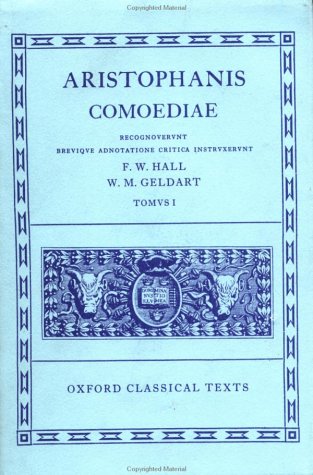 ARISTOPHANIS
COMOEDIAE
RECOGNOVERVNT
BREVIQVE ADNOTATIONE CRITICA INSTRVXERVNT
F. W. HALL
W. M. GELDART
TOMVS I
OXFORD CLASSICAL TEXTS